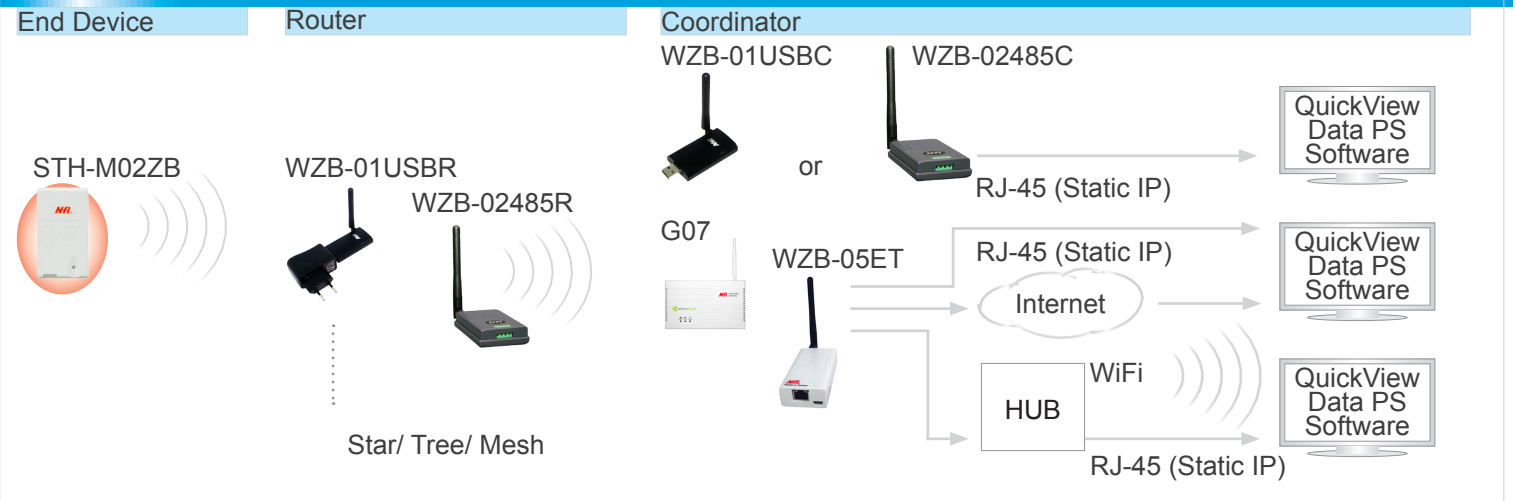 End Device
Router
Coordinator
WZB-01USBC
WZB-02485C
QuickView
Data PS
Software
STH-M02ZB
WZB-01USBR
or
WZB-02485R
RJ-45 (Static IP)
G07
WZB-05ET
RJ-45 (Static IP)
QuickView
Data PS
Software
Internet
WiFi
HUB
QuickView
Data PS
Software
Star/ Tree/ Mesh
RJ-45 (Static IP)